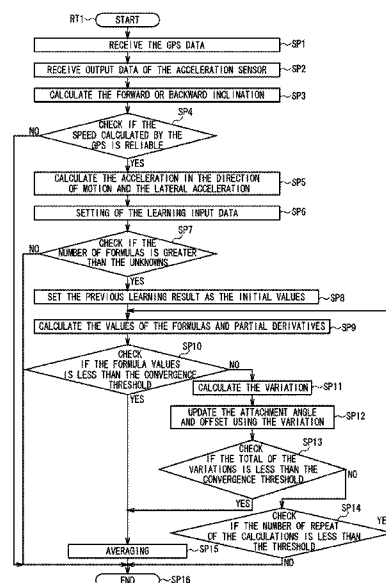 RT1
START
RECEIVE THE GPS DATA
SP1
RECEIVE OUTPUT DATA OF THE ACCELERATION SENSOR
SP2
CALCULATE THE FORWARD OR BACKWARD INCLINATION
SP3
SP4
NO
CHECK IF THE
SPEED CALCULATED BY THE
GPS IS RELIABLE
YES
CALCULATE THE ACCELERATION IN THE DIRECTION
OF MOTION AND THE LATERAL ACCELERATION
SP5
SETTING OF THE LEARNING INPUT DATA
SP6
SP7
NO
CHECK IF THE
NUMBER OF FORMULAS IS GREATER
THAN THE UNKNOWNS
YES
SET THE PREVIOUS LEARNING RESULT AS THE INITIAL VALUES
SP8
CALCULATE THE VALUES OF THE FORMULAS AND PARTIAL DERIVATIVES
SP9
SP10
CHECK
IF THE FORMULA VALUES
IS LESS THAN THE CONVERGENCE
THRESHOLD
NO
YES
CALCULATE THE VARIATION
SP11
UPDATE THE ATTACHMENT ANGLE
AND OFFSET USING THE VARIATION
SP12
SP13
CHECK
IF THE TOTAL OF THE
VARIATIONS IS LESS THAN THE
CONVERGENCE THRESHOLD
NO
YES
SP14
CHECK
IF THE NUMBER OF REPEAT
OF THE CALCULATIONS IS LESS
THAN THE THRESHOLD
YES
NO
AVERAGING
SP15
END
SP16